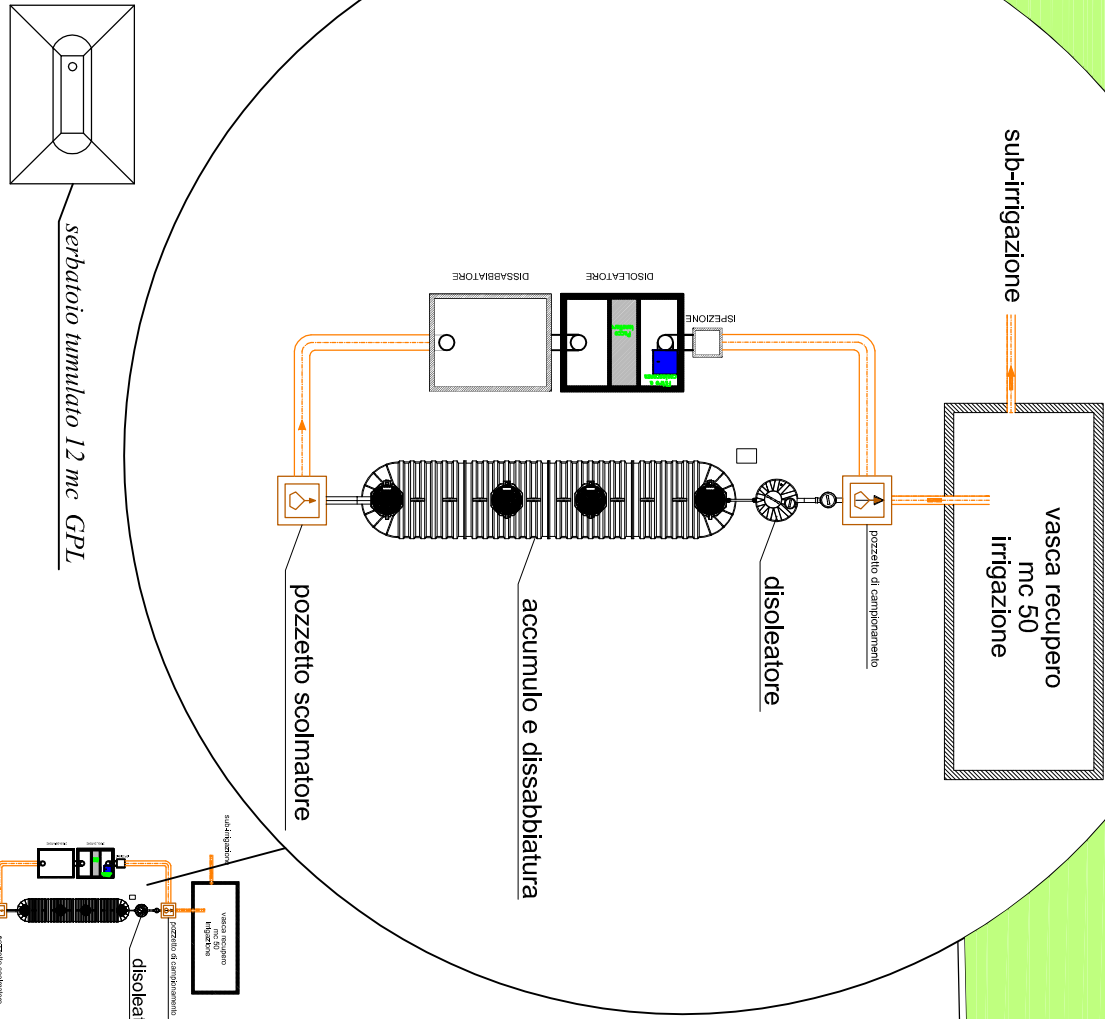 serbatoio tumulato 12 mc GPL
sub-irrigazione
DISSABBIATORE
DISOLEATORE
ISPEZIONE
vasca recupero
mc 50
irrigazione
pozzetto di campionamento
disoleatore
accumulo e dissabbiatura
pozzetto scolmatore
sub-irrigazione
vasca recupero
mc 50
irrigazione
pozzetto di campionamento
disoleat